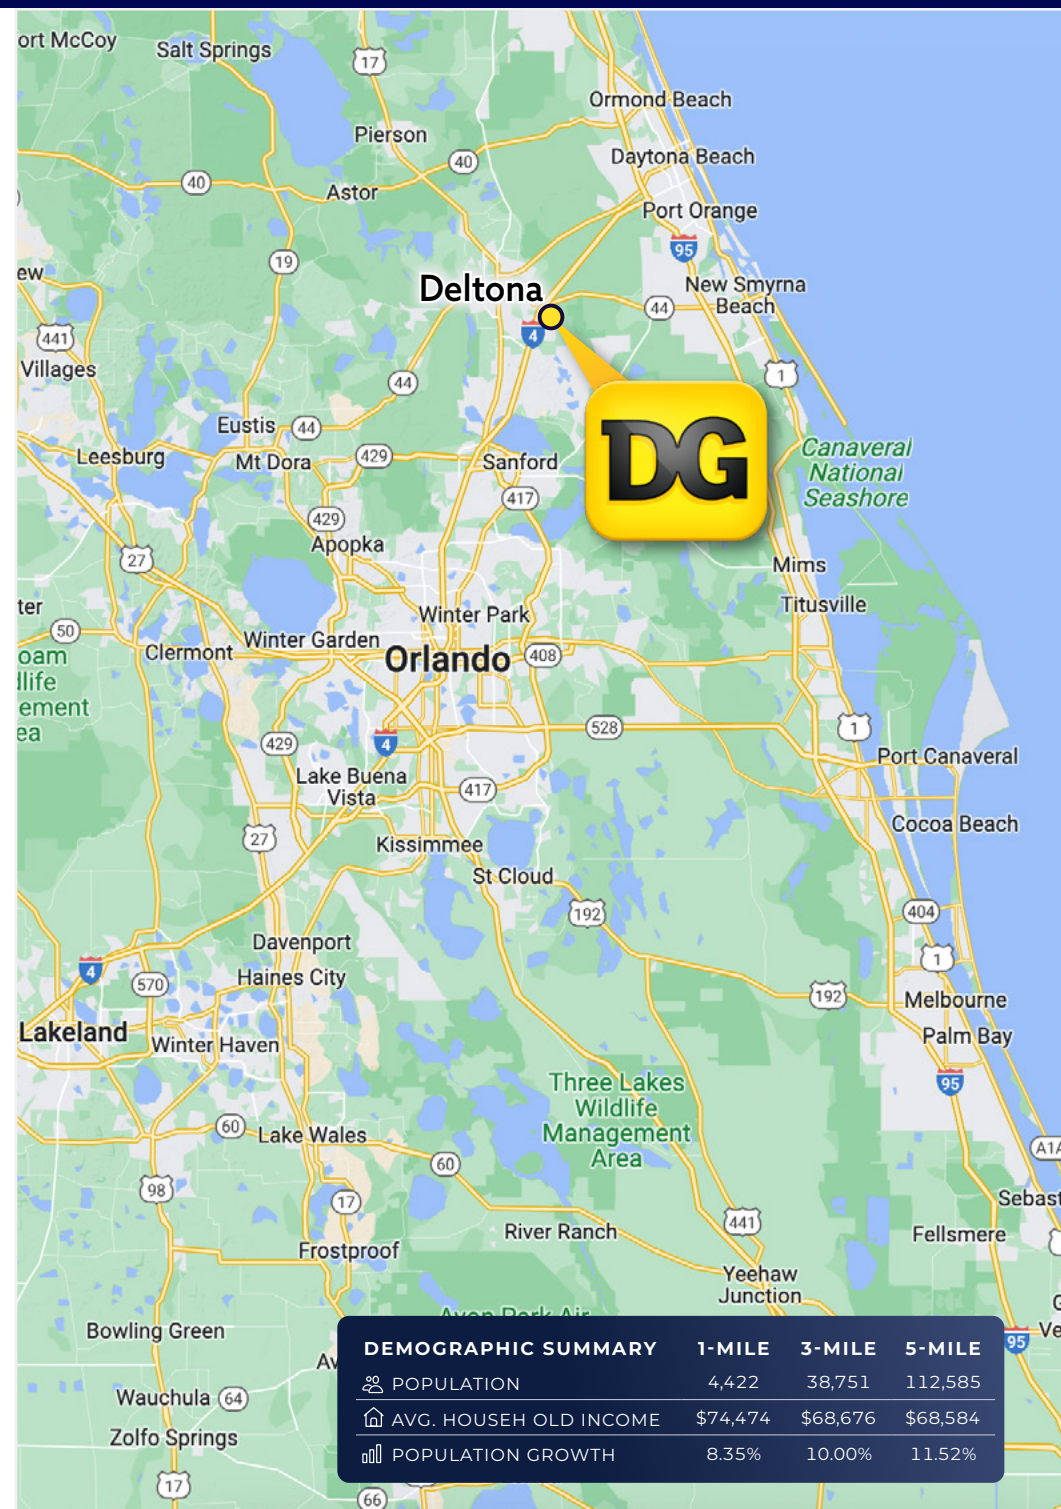 ort McCoy
Salt Springs
17
Ormond Beach
Pierson
Daytona Beach
40
40
Astor
Port Orange
95
19
ew
Deltona
New Smyrna
Beach
44
441
4
Villages
1
44
Eustis
44
Leesburg
Mt Dora
429
Sanford
DG
Canaveral
National
Seashore
417
429
Apopka
27
Mims
ter
Titusville
Winter Park
50
Winter Garden
Clermont
Orlando
408
oam
llife
ement
ea
528
1
429
4
Port Canaveral
Lake Buena
Vista
417
Cocoa Beach
27
Kissimmee
St Cloud
192
404
Davenport
1
4
Haines City
570
192
Melbourne
Lakeland
Winter Haven
Palm Bay
95
Three Lakes
Wildlife
Management
Area
60
Lake Wales
A1A
60
98
17
Sebast
441
River Ranch
Fellsmere
Frostproof
Yeehaw
Junction
Avon Park Air
Bowling Green
Ve
95
Av
DEMOGRAPHIC SUMMARY 1-MILE 3-MILE 5-MILE
POPULATION 4,422 38,751 112,585
AVG. HOUSEH OLD INCOME $74,474 $68,676 $68,584
POPULATION GROWTH 8.35% 10.00% 11.52%
Wauchula
64
Zolfo Springs
17
66